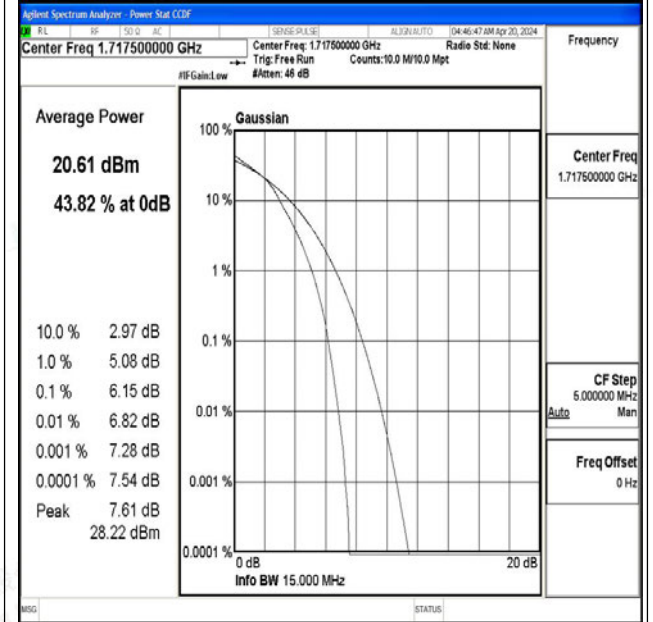 Agilent Spectrum Analyzer - Power Stat CCDF
RL RF 50 Ω AC SENSE:PULSE ALIGN AUTO 04:46:47 AM Apr 20, 2024
Center Freq 1.717500000 GHz
Center Freq: 1.717500000 GHz Radio Std: None
Trig: Free Run Counts:10.0 M/10.0 Mpt
#IFGain:Low #Atten: 46 dB
Frequency
Average Power
20.61 dBm
43.82 % at 0dB
10.0 % 2.97 dB
1.0 % 5.08 dB
0.1 % 6.15 dB
0.01 % 6.82 dB
0.001 % 7.28 dB
0.0001 % 7.54 dB
Peak 7.61 dB
28.22 dBm
Gaussian
100 %
10 %
1 %
0.1 %
0.01 %
0.001 %
0.0001 %
0 dB 20 dB
Info BW 15.000 MHz
Center Freq
1.717500000 GHz
CF Step
5.000000 MHz
Auto Man
Freq Offset
0 Hz
MSG STATUS